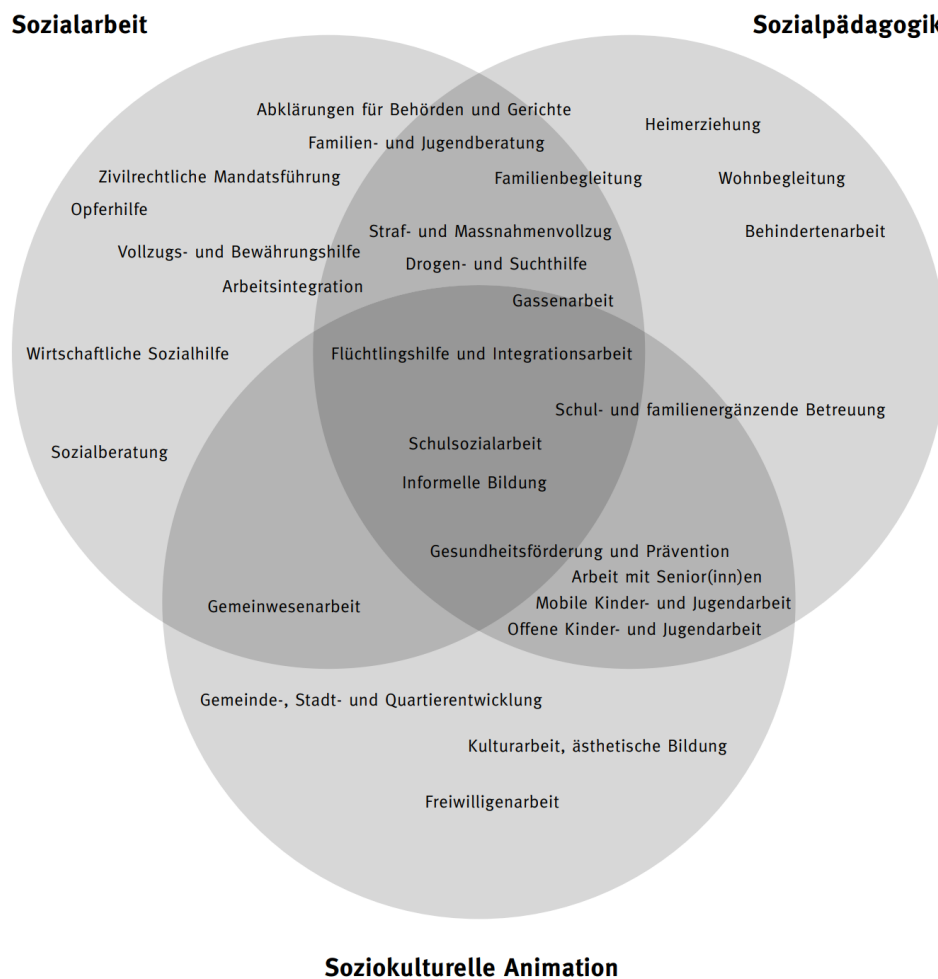 Sozialarbeit
Sozialpädagogik
Abklärungen für Behörden und Gerichte
Heimerziehung
Familien- und Jugendberatung
Zivilrechtliche Mandatsführung
Familienbegleitung
Wohnbegleitung
Opferhilfe
Straf- und Massnahmenvollzug
Behindertenarbeit
Vollzugs- und Bewährungshilfe
Drogen- und Suchthilfe
Arbeitsintegration
Gassenarbeit
Wirtschaftliche Sozialhilfe
Flüchtlingshilfe und Integrationsarbeit
Schul- und familienergänzende Betreuung
Schulsozialarbeit
Sozialberatung
Informelle Bildung
Gesundheitsförderung und Prävention
Arbeit mit Senior(inn)en
Mobile Kinder- und Jugendarbeit
Gemeinwesenarbeit
Offene Kinder- und Jugendarbeit
Gemeinde-, Stadt- und Quartierentwicklung
Kulturarbeit, ästhetische Bildung
Freiwilligenarbeit
Soziokulturelle Animation